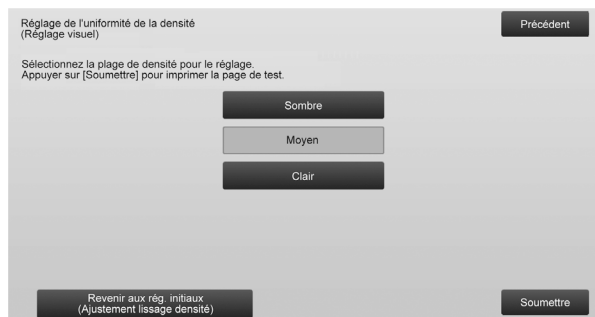 Réglage de l'uniformité de la densité
(Réglage visuel)
Précédent
Sélectionnez la plage de densité pour le réglage.
Appuyer sur [Soumettre] pour imprimer la page de test.
Sombre
Moyen
Clair
Revenir aux rég. initiaux
(Ajustement lissage densité)
Soumettre